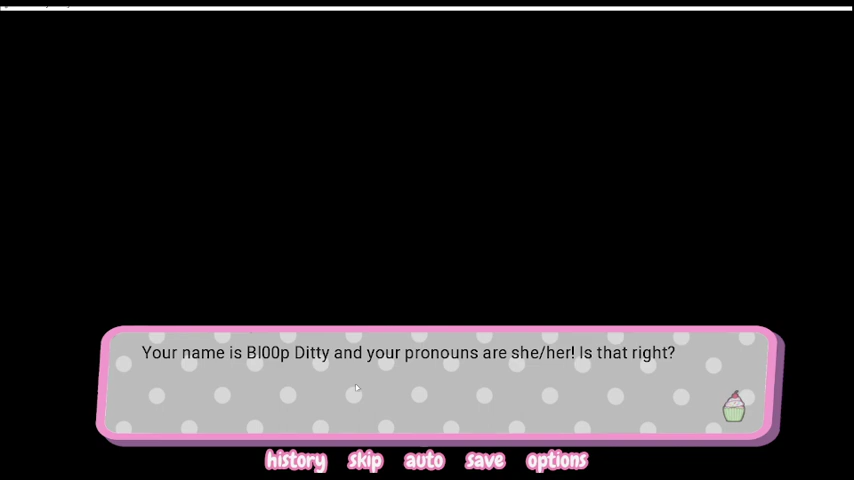 Your name is Bl00p Ditty and your pronouns are she/her! Is that right?
history skip auto save options